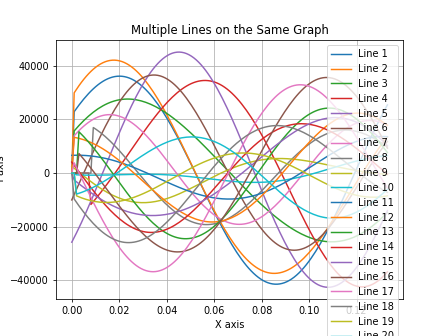 Multiple Lines on the Same Graph
40000
20000
0
−20000
−40000
0.00
0.02
0.04
0.06
0.08
0.10
X axis
Line 1
Line 2
Line 3
Line 4
Line 5
Line 6
Line 7
Line 8
Line 9
Line 10
Line 11
Line 12
Line 13
Line 14
Line 15
Line 16
Line 17
Line 18
Line 19
Line 20